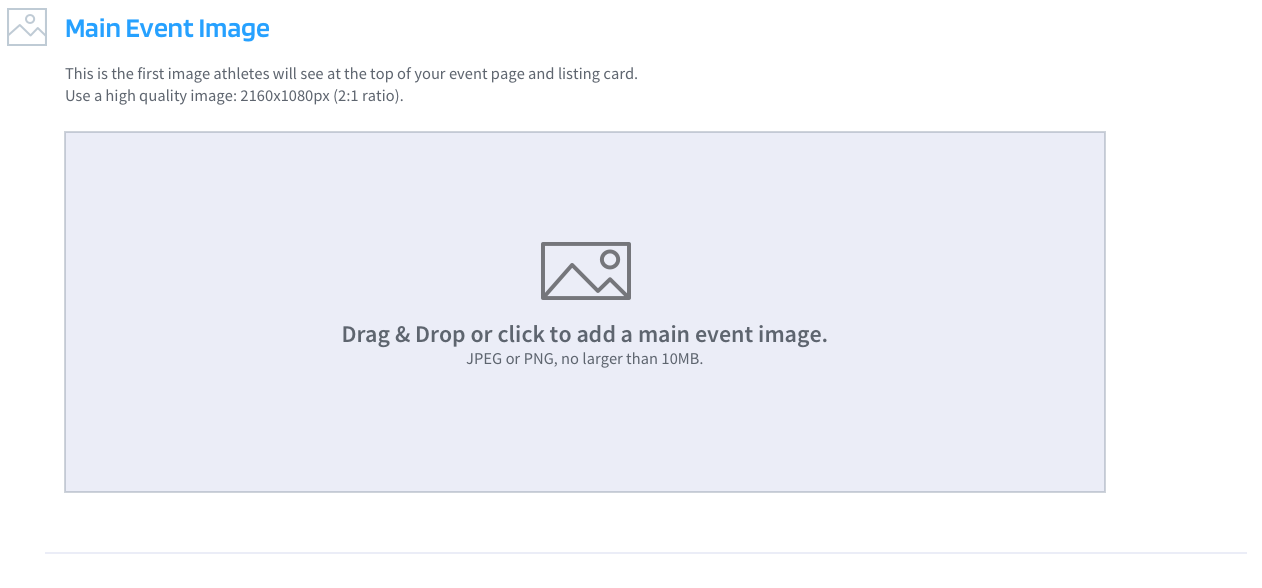 Main Event Image
This is the first image athletes will see at the top of your event page and listing card.
Use a high quality image: 2160x1080px (2:1 ratio).
Drag & Drop or click to add a main event image.
JPEG or PNG, no larger than 10MB.